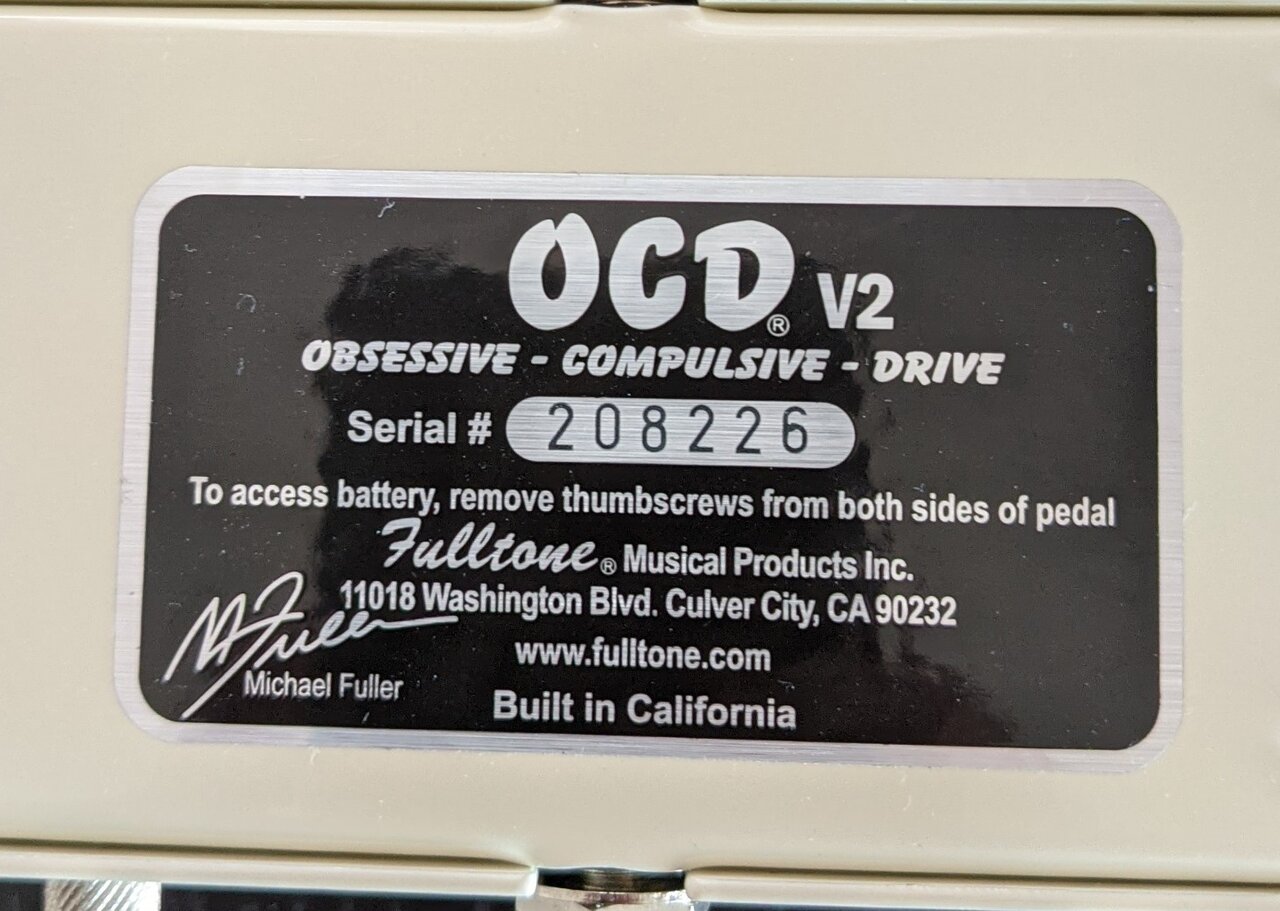 OCD® V2
OBSESSIVE - COMPULSIVE - DRIVE
Serial # 208226
To access battery, remove thumbscrews from both sides of pedal
Fulltone® Musical Products Inc.
11018 Washington Blvd. Culver City, CA 90232
www.fulltone.com
M Fuller
Michael Fuller
Built in California